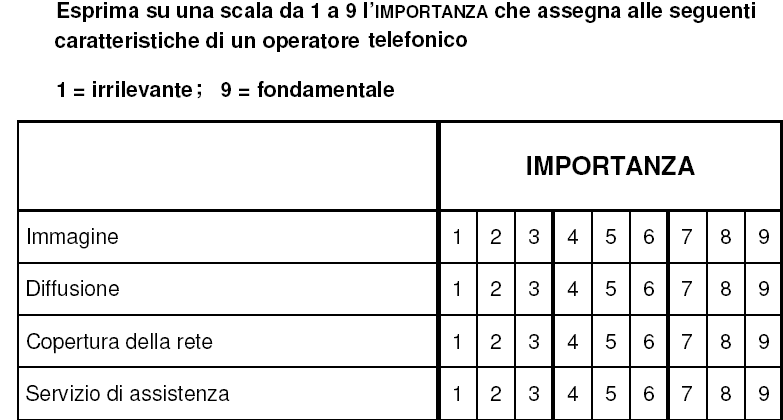 Esprima su una scala da 1 a 9 l'IMPORTANZA che assegna alle seguenti
caratteristiche di un operatore telefonico
1 = irrilevante; 9 = fondamentale
IMPORTANZA
Immagine 1 2 3 4 5 6 7 8 9
Diffusione 1 2 3 4 5 6 7 8 9
Copertura della rete 1 2 3 4 5 6 7 8 9
Servizio di assistenza 1 2 3 4 5 6 7 8 9